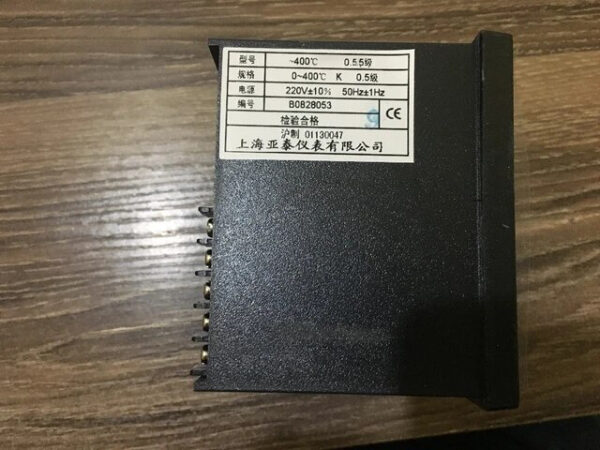 型号 ~400℃ 0.5.5级
规格 0~400℃ K 0.5级
电源 220V±10% 50Hz±1Hz
编号 B0828053
检验合格 9 CE
沪制 01130047
上海亚泰仪表有限公司